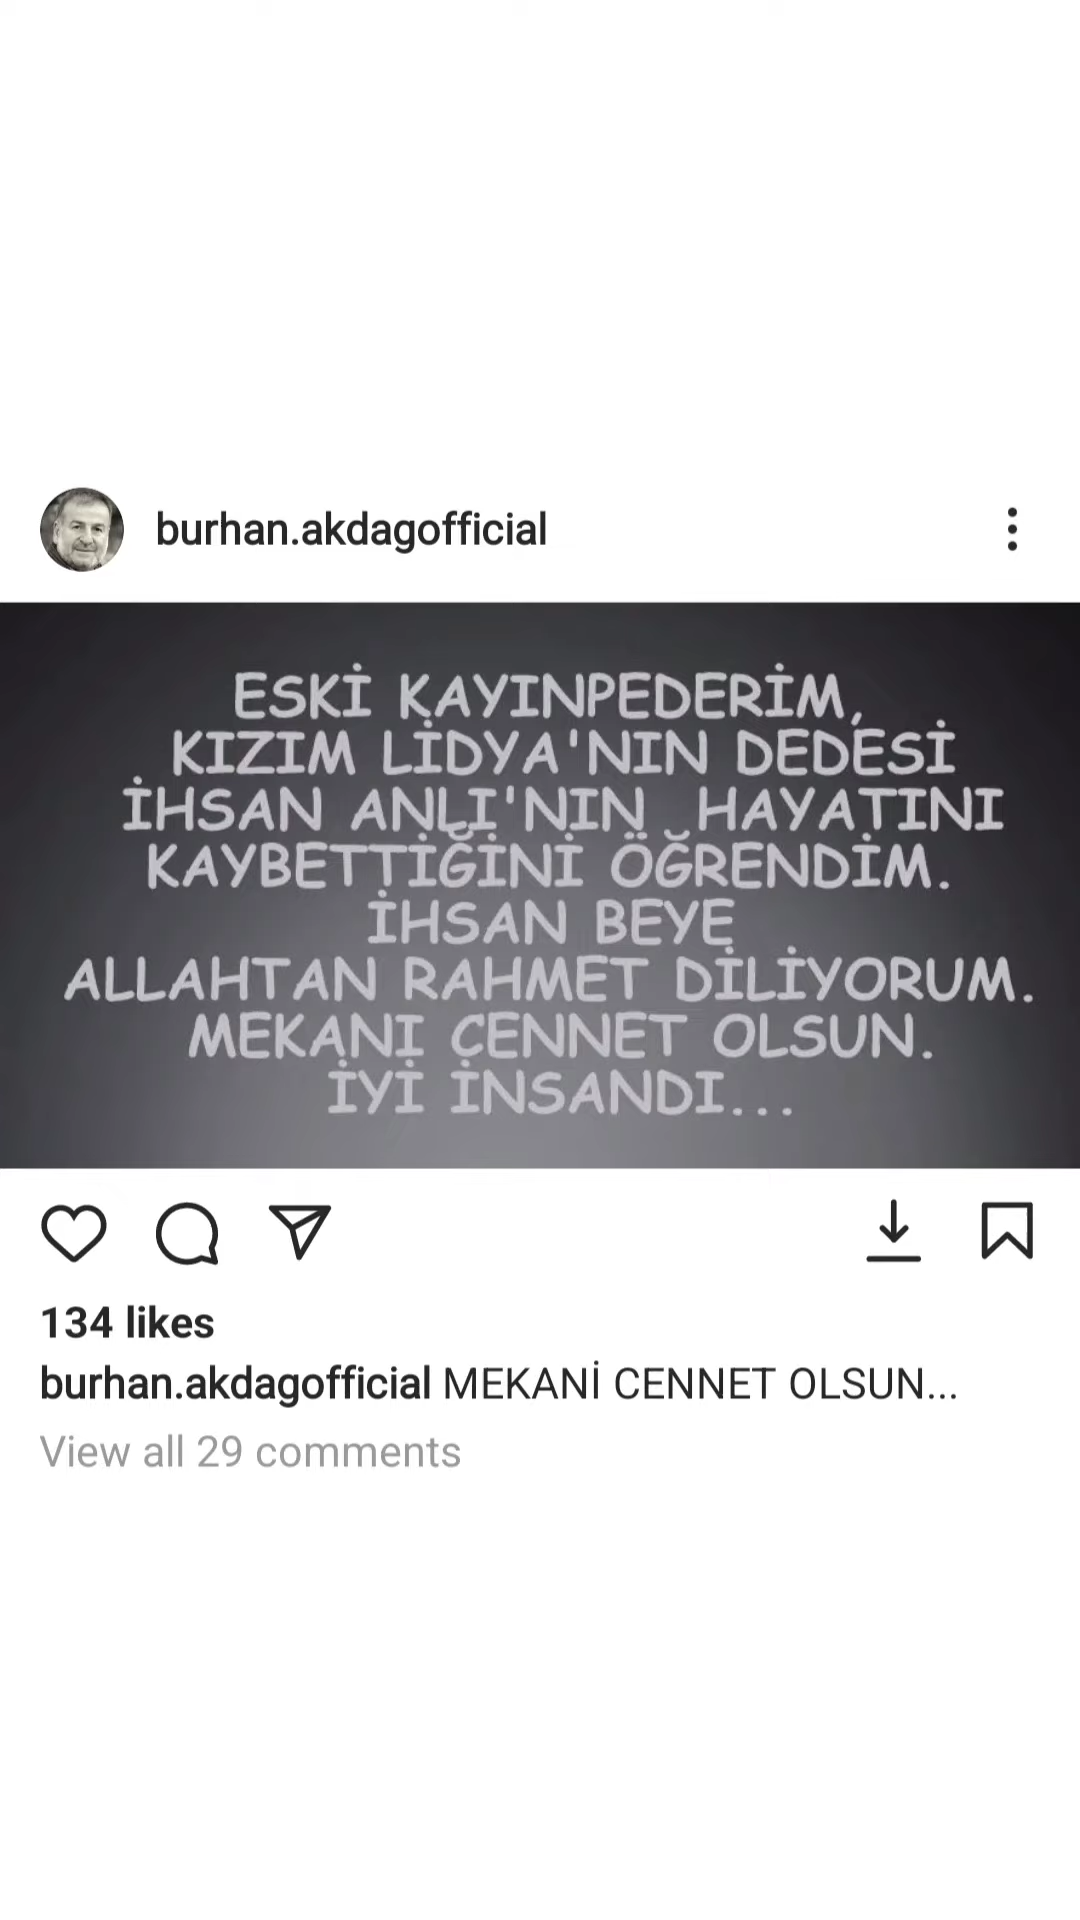 burhan.akdagofficial
ESKİ KAYINPEDERİM,
KIZIM LİDYA'NIN DEDESİ
İHSAN ANLI'NIN HAYATINI
KAYBETTİĞİNİ ÖĞRENDİM.
İHSAN BEYE
ALLAHTAN RAHMET DİLİYORUM.
MEKANI CENNET OLSUN.
İYİ İNSANDI...
134 likes
burhan.akdagofficial MEKANİ CENNET OLSUN...
View all 29 comments